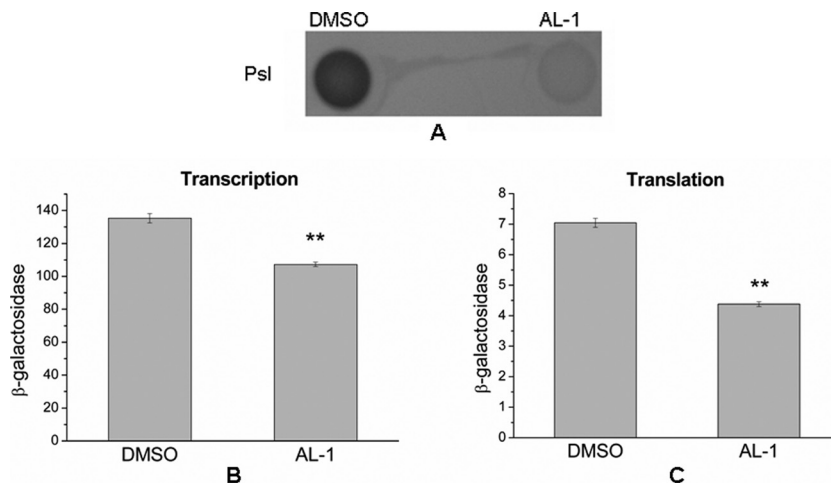 DMSO AL-1
Psl
A
Transcription
β-galactosidase
140
120
100
80
60
40
20
0
**
DMSO AL-1
B
Translation
β-galactosidase
8
7
6
5
4
3
2
1
0
**
DMSO AL-1
C